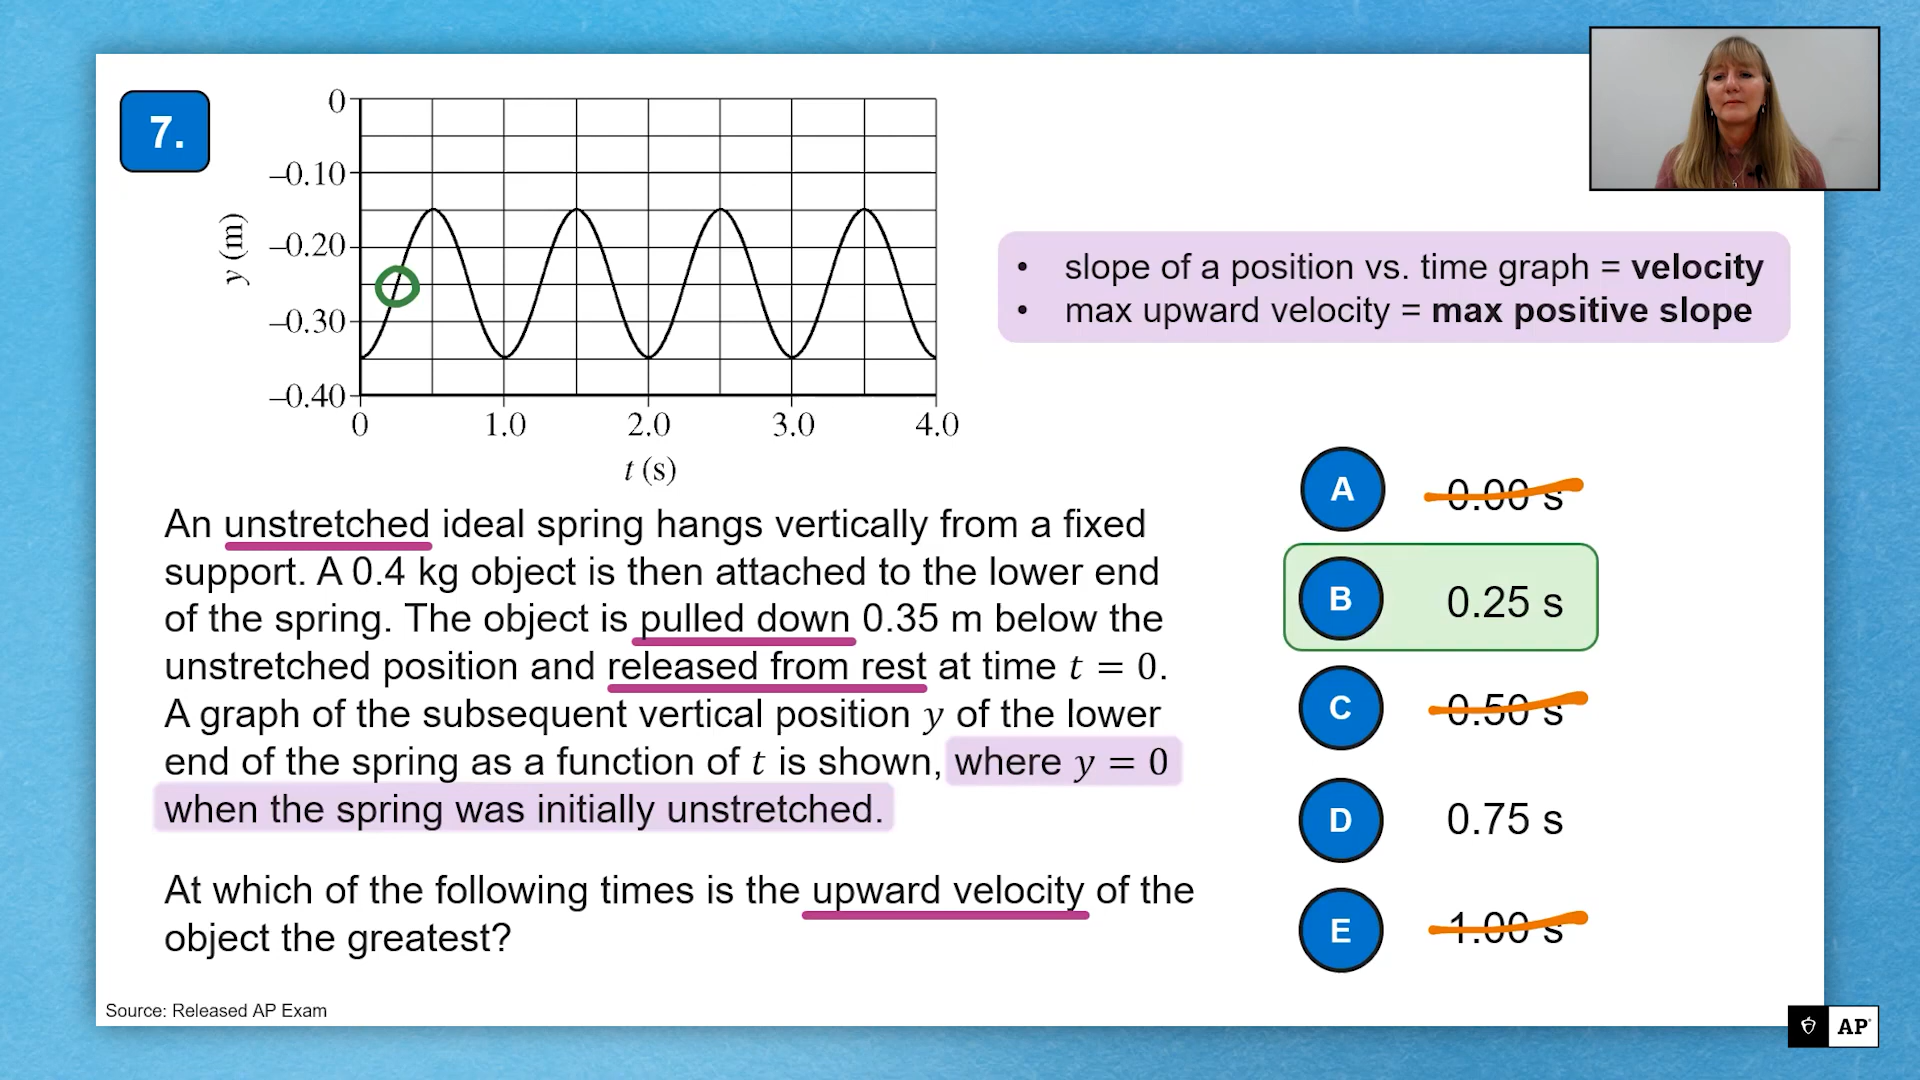 7.
0
–0.10
–0.20
–0.30
–0.40
y (m)
0 1.0 2.0 3.0 4.0
t (s)
• slope of a position vs. time graph = velocity
• max upward velocity = max positive slope
An unstretched ideal spring hangs vertically from a fixed
support. A 0.4 kg object is then attached to the lower end
of the spring. The object is pulled down 0.35 m below the
unstretched position and released from rest at time t = 0.
A graph of the subsequent vertical position y of the lower
end of the spring as a function of t is shown, where y = 0
when the spring was initially unstretched.
At which of the following times is the upward velocity of the
object the greatest?
A 0.00 s
B 0.25 s
C 0.50 s
D 0.75 s
E 1.00 s
Source: Released AP Exam
AP